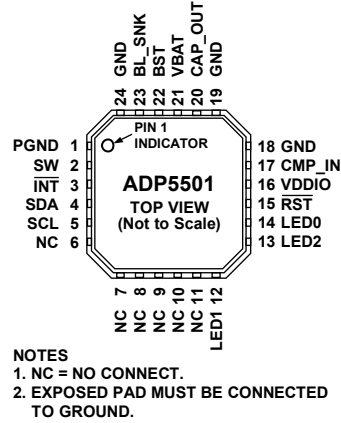 24 GND
23 BL_SNK
22 BST
21 VBAT
20 CAP_OUT
19 GND
PIN 1
INDICATOR
PGND 1
SW 2
INT 3
SDA 4
SCL 5
NC 6
ADP5501
TOP VIEW
(Not to Scale)
18 GND
17 CMP_IN
16 VDDIO
15 RST
14 LED0
13 LED2
NC 7
NC 8
NC 9
NC 10
NC 11
LED1 12
NOTES
1. NC = NO CONNECT.
2. EXPOSED PAD MUST BE CONNECTED
TO GROUND.